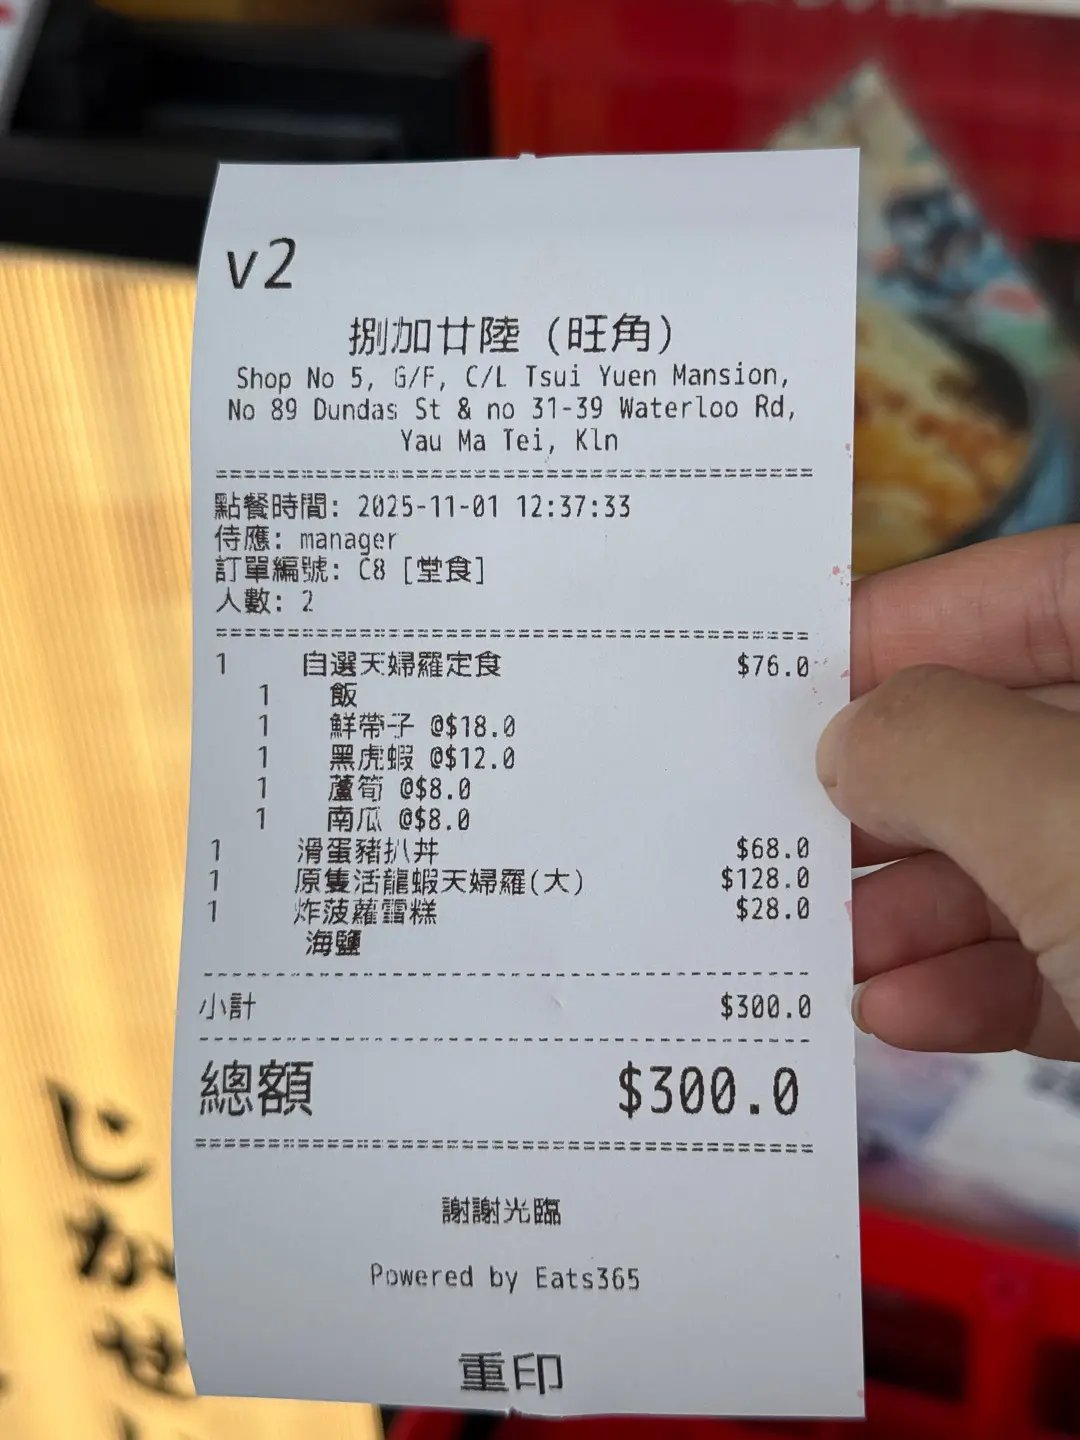 v2
捌加廿陸 (旺角)
Shop No 5, G/F, C/L Tsui Yuen Mansion,
No 89 Dundas St & no 31-39 Waterloo Rd,
Yau Ma Tei, Kln
點餐時間: 2025-11-01 12:37:33
侍應: manager
訂單編號: C8 [堂食]
人數: 2
1 自選天婦羅定食 $76.0
1 飯
1 鮮帶子 @$18.0
1 黑虎蝦 @$12.0
1 蘆筍 @$8.0
1 南瓜 @$8.0
1 滑蛋豬扒丼 $68.0
1 原隻活龍蝦天婦羅(大) $128.0
1 炸菠蘿雪糕 $28.0
海鹽
小計 $300.0
總額 $300.0
謝謝光臨
Powered by Eats365
重印
じかせ